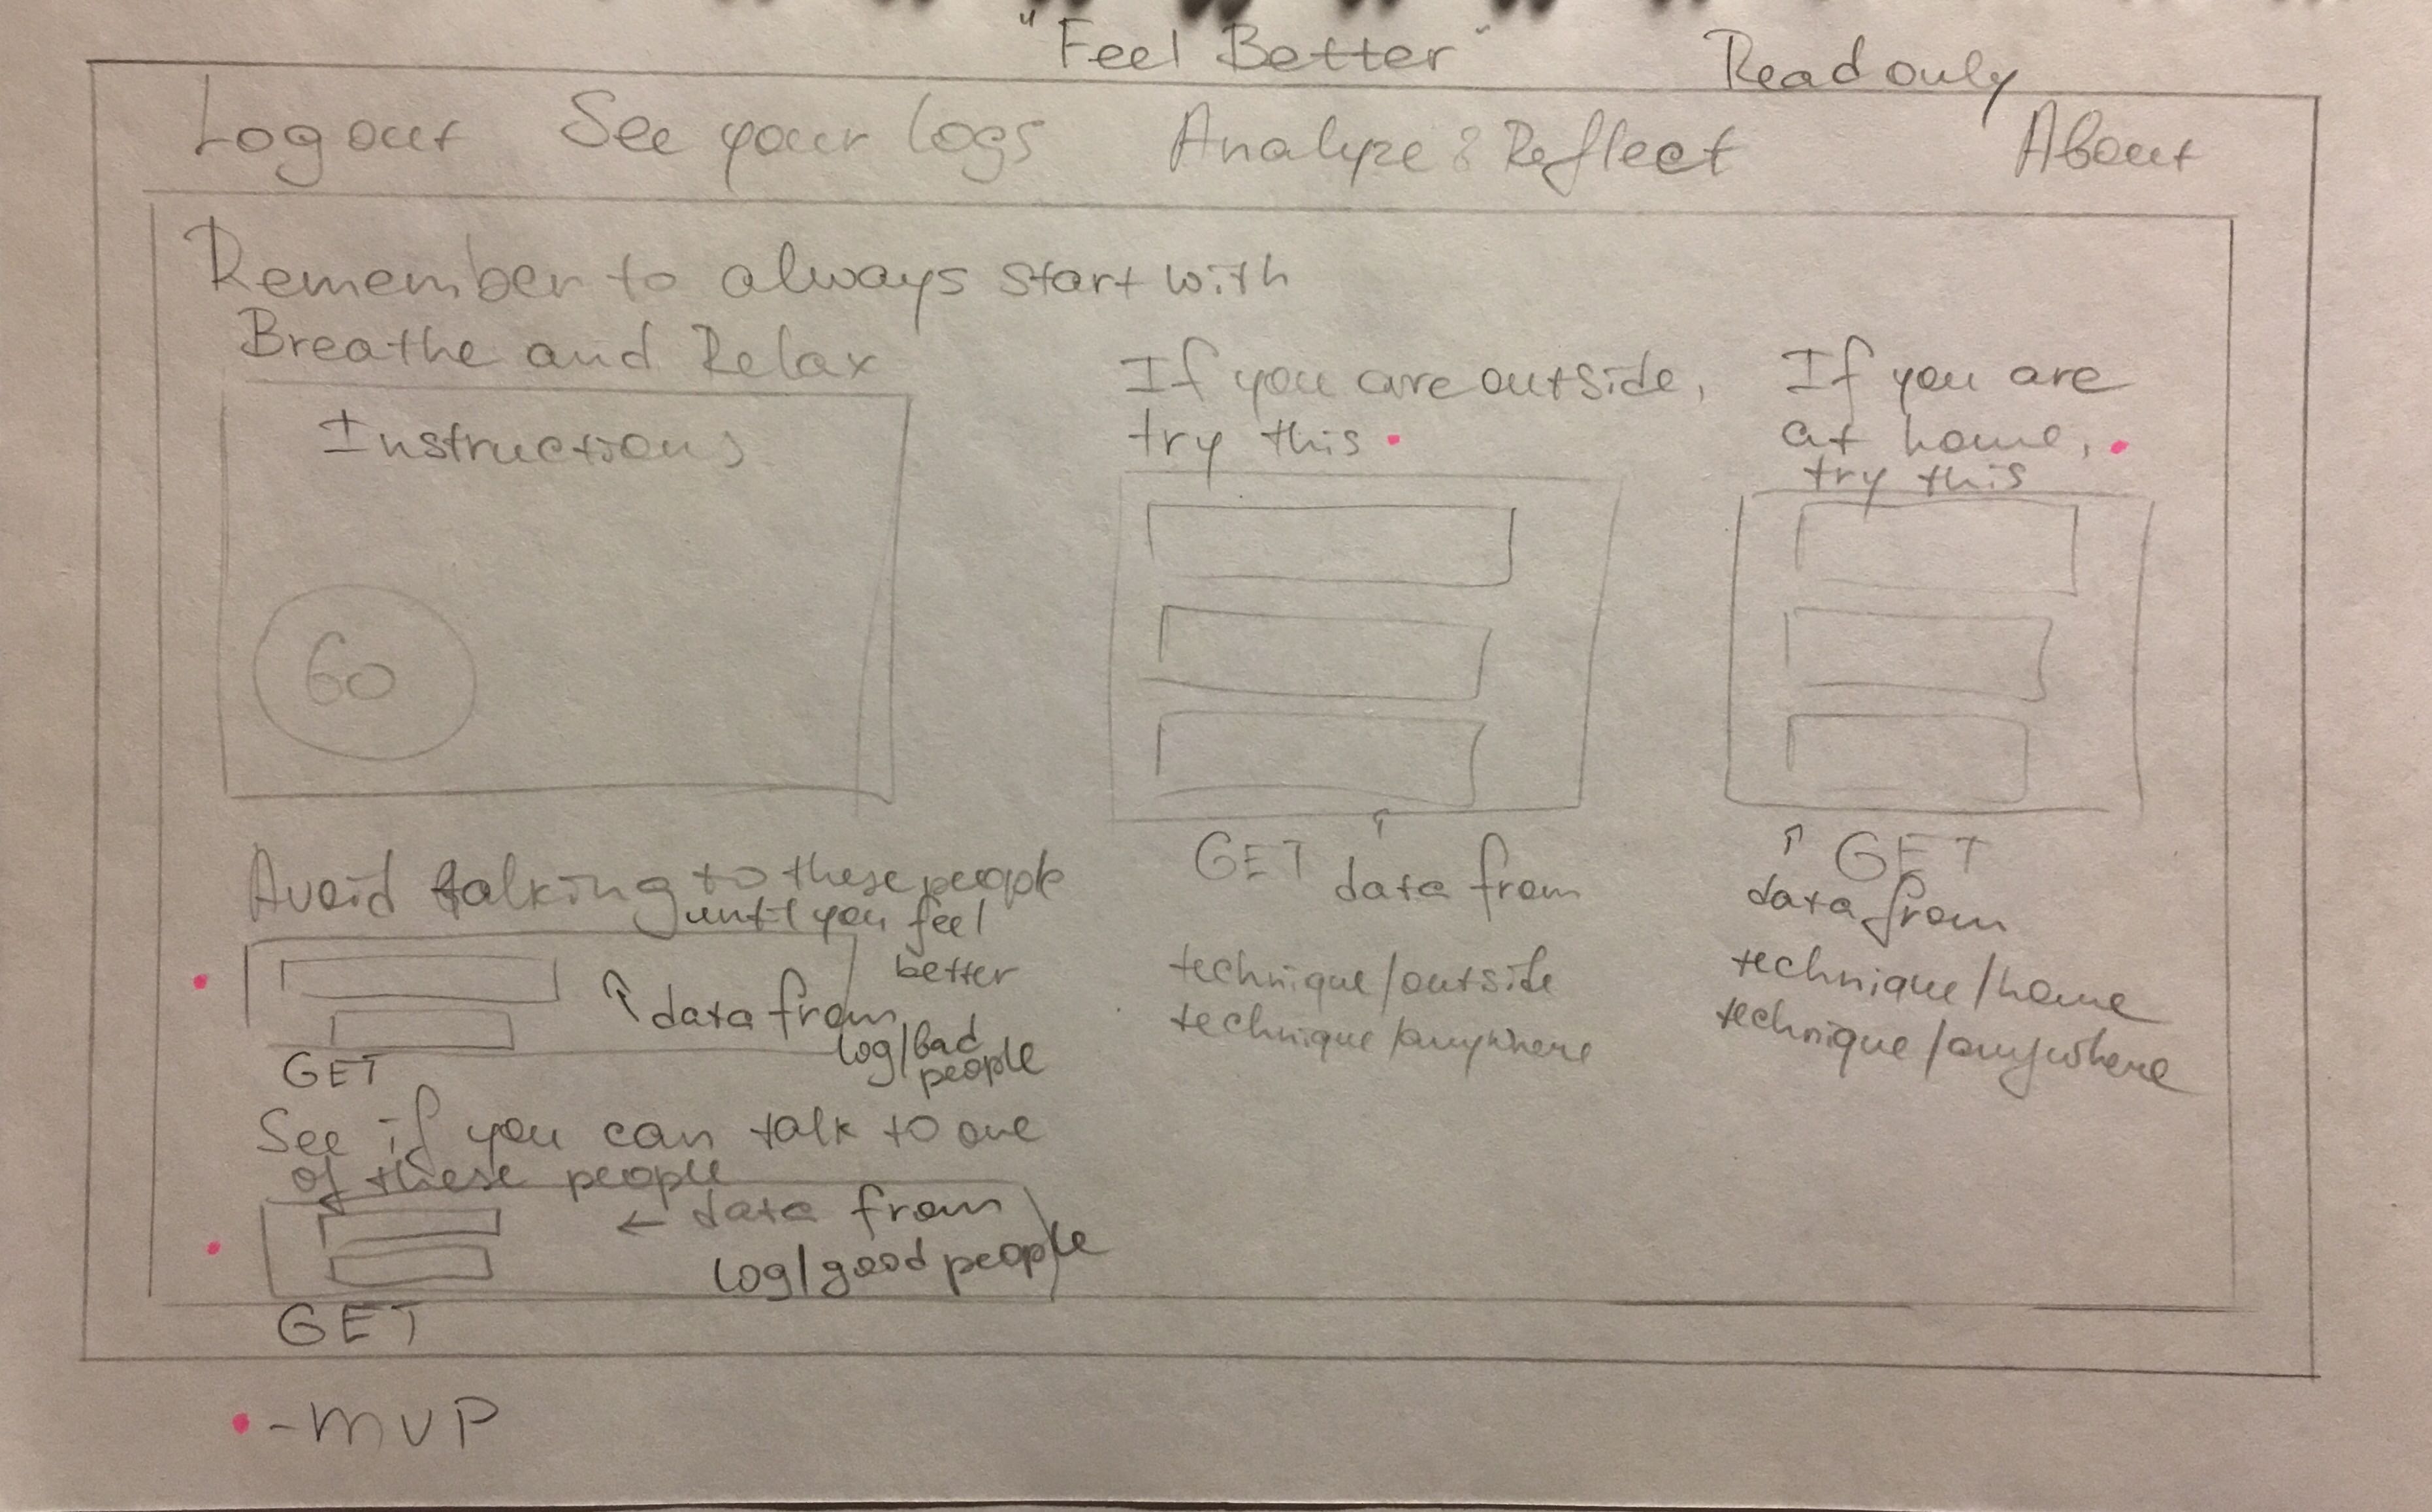 "Feel Better"
Read only
Log out See your logs Analyze & Reflect About
Remember to always start with
Breathe and Relax
Instructions
60
If you are outside,
try this
If you are
at home,
try this
GET data from
technique/outside
technique/anywhere
GET
data from
technique/home
technique/anywhere
Avoid talking to these people
until you feel
better
data from
log/bad
people
GET
See if you can talk to one
of these people
← data from
log/good people
GET
- MVP